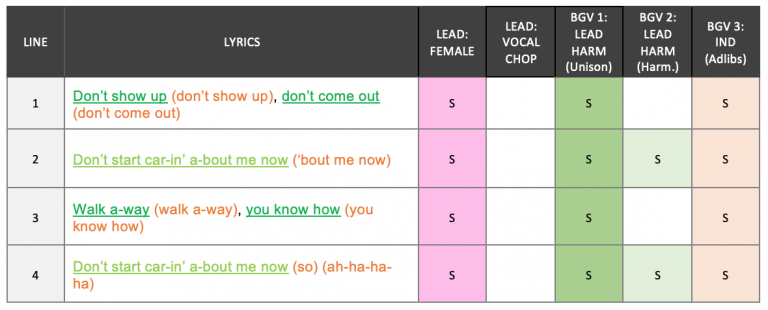 LINE
LYRICS
LEAD:
FEMALE
LEAD:
VOCAL
CHOP
BGV 1:
LEAD
HARM
(Unison)
BGV 2:
LEAD
HARM
(Harm.)
BGV 3:
IND
(Adlibs)
1
Don’t show up (don’t show up), don’t come out
(don’t come out)
S
S
S
2
Don’t start car-in’ a-bout me now (‘bout me now)
S
S
S
S
3
Walk a-way (walk a-way), you know how (you
know how)
S
S
S
4
Don’t start car-in’ a-bout me now (so) (ah-ha-ha-
ha)
S
S
S
S